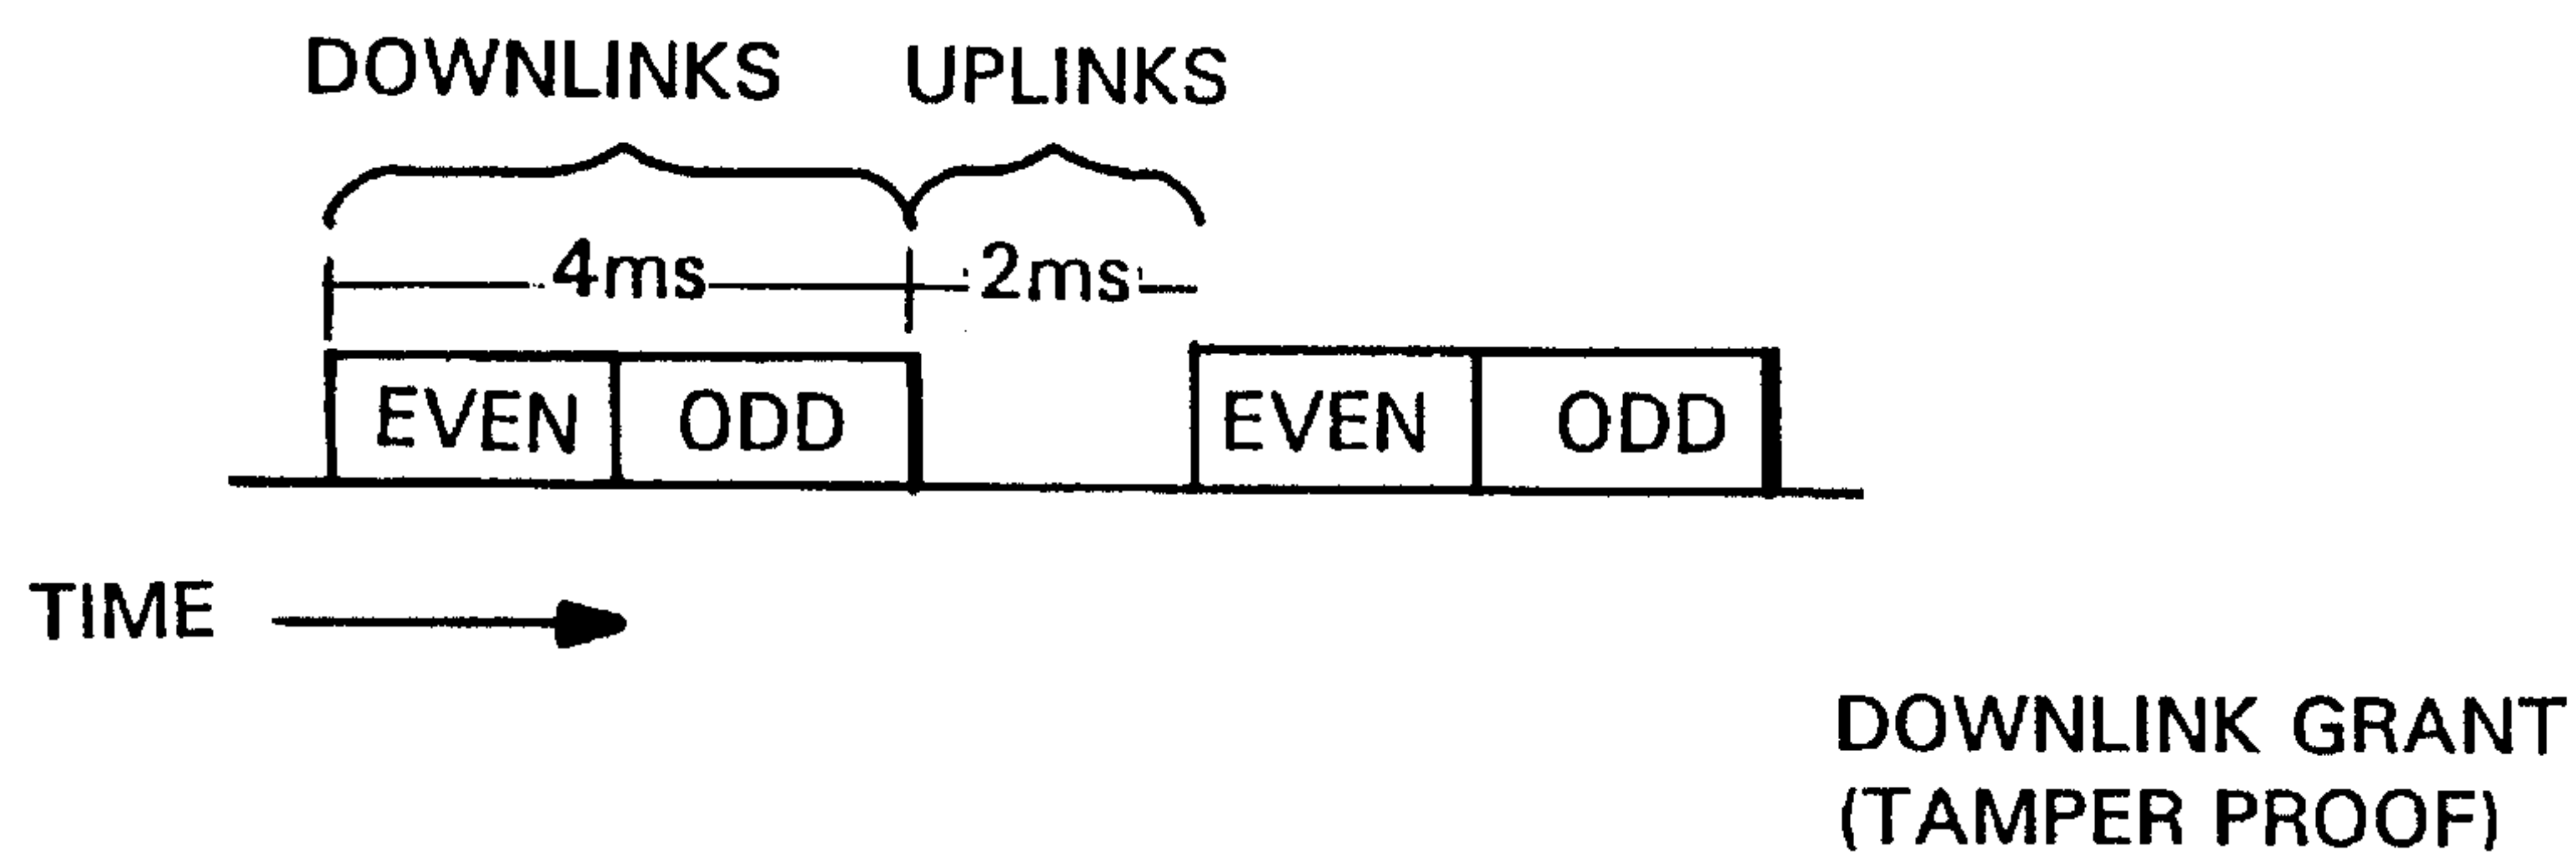 DOWNLINKS UPLINKS
4ms 2ms
EVEN ODD EVEN ODD
TIME
DOWNLINK GRANT
(TAMPER PROOF)